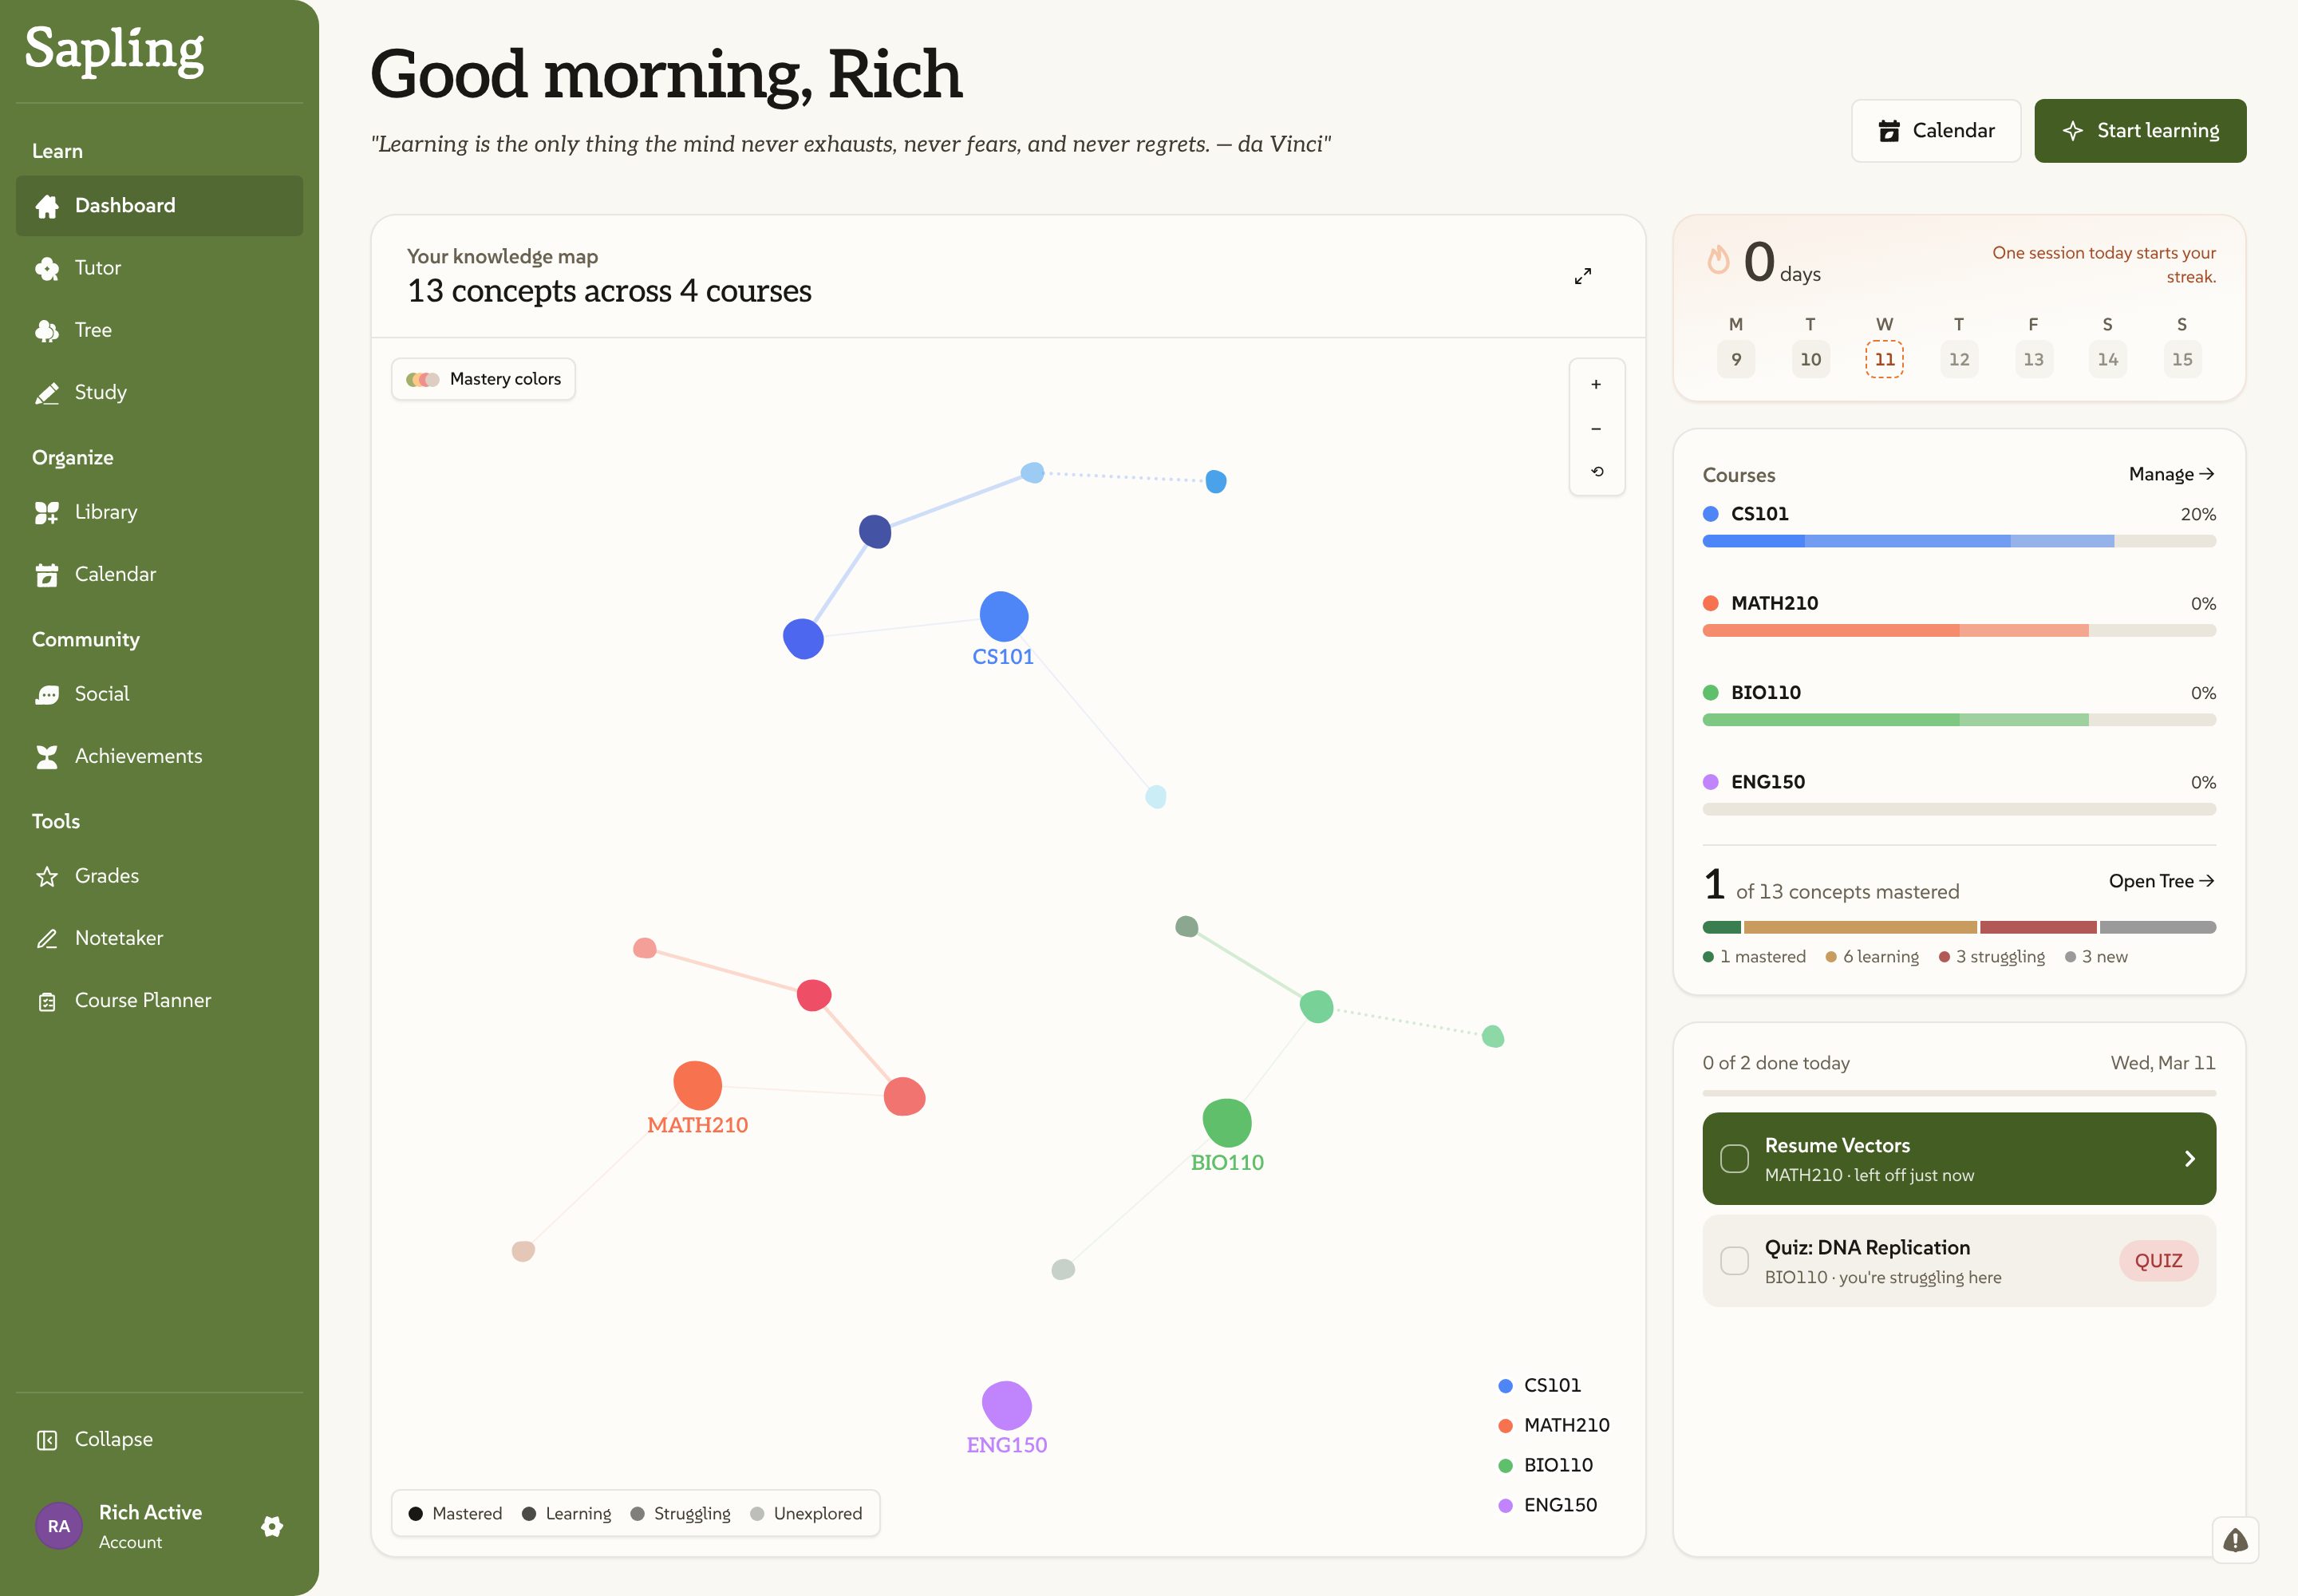 Sapling
Learn
Dashboard
Tutor
Tree
Study
Organize
Library
Calendar
Community
Social
Achievements
Tools
Grades
Notetaker
Course Planner
Collapse
RA
Rich Active
Account
Good morning, Rich
"Learning is the only thing the mind never exhausts, never fears, and never regrets. — da Vinci"
Calendar
Start learning
Your knowledge map
13 concepts across 4 courses
Mastery colors
+
−
⟲
CS101
MATH210
BIO110
ENG150
CS101
MATH210
BIO110
ENG150
Mastered Learning Struggling Unexplored
0 days
One session today starts your
streak.
M T W T F S S
9 10 11 12 13 14 15
Courses
Manage →
CS101 20%
MATH210 0%
BIO110 0%
ENG150 0%
1 of 13 concepts mastered
Open Tree →
1 mastered 6 learning 3 struggling 3 new
0 of 2 done today
Wed, Mar 11
Resume Vectors
MATH210 · left off just now
Quiz: DNA Replication
BIO110 · you're struggling here
QUIZ